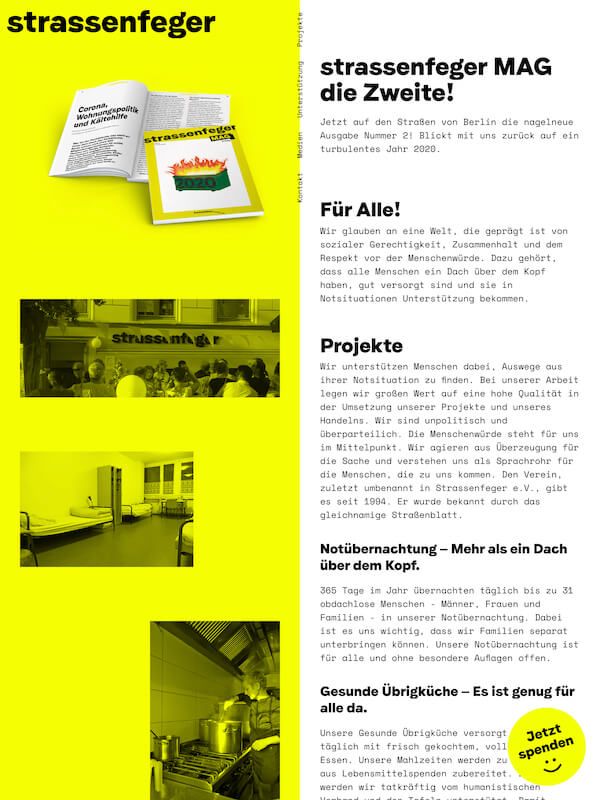 strassenfeger
Projekte
Unterstützung
Medien
Kontakt
Corona,
Wohnungspolitik
und Kältehilfe
strassenfeger
MAG
2020
strassenfeger
strassenfeger MAG
die Zweite!
Jetzt auf den Straßen von Berlin die nagelneue
Ausgabe Nummer 2! Blickt mit uns zurück auf ein
turbulentes Jahr 2020.
Für Alle!
Wir glauben an eine Welt, die geprägt ist von
sozialer Gerechtigkeit, Zusammenhalt und dem
Respekt vor der Menschenwürde. Dazu gehört,
dass alle Menschen ein Dach über dem Kopf
haben, gut versorgt sind und sie in
Notsituationen Unterstützung bekommen.
Projekte
Wir unterstützen Menschen dabei, Auswege aus
ihrer Notsituation zu finden. Bei unserer Arbeit
legen wir großen Wert auf eine hohe Qualität in
der Umsetzung unserer Projekte und unseres
Handelns. Wir sind unpolitisch und
überparteilich. Die Menschenwürde steht für uns
im Mittelpunkt. Wir agieren aus Überzeugung für
die Sache und verstehen uns als Sprachrohr für
die Menschen, die zu uns kommen. Den Verein,
zuletzt umbenannt in Strassenfeger e.V., gibt
es seit 1994. Er wurde bekannt durch das
gleichnamige Straßenblatt.
Notübernachtung – Mehr als ein Dach
über dem Kopf.
365 Tage im Jahr übernachten täglich bis zu 31
obdachlose Menschen - Männer, Frauen und
Familien - in unserer Notübernachtung. Dabei
ist es uns wichtig, dass wir Familien separat
unterbringen können. Unsere Notübernachtung ist
für alle und ohne besondere Auflagen offen.
Gesunde Übrigküche – Es ist genug für
alle da.
Unsere Gesunde Übrigküche versorgt
täglich mit frisch gekochtem,
Essen. Unsere Mahlzeiten werden
aus Lebensmittelspenden zubereitet.
werden wir tatkräftig vom humanistischen
Jetzt
spenden